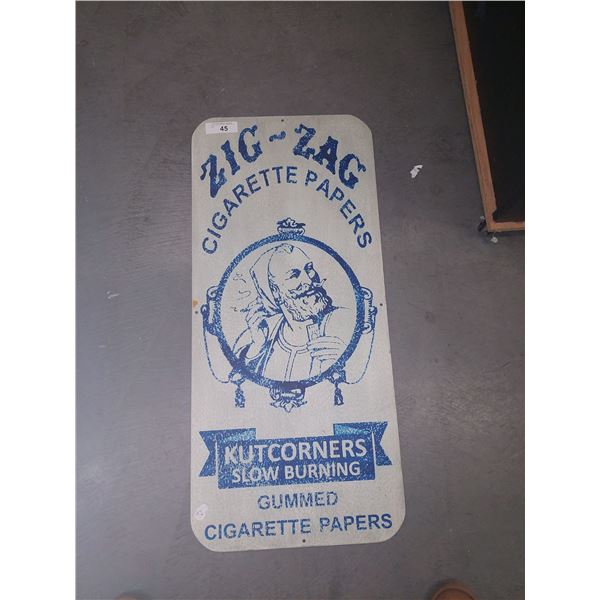 45
ZIG~ZAG
CIGARETTE PAPERS
KUTCORNERS
SLOW BURNING
GUMMED
CIGARETTE PAPERS